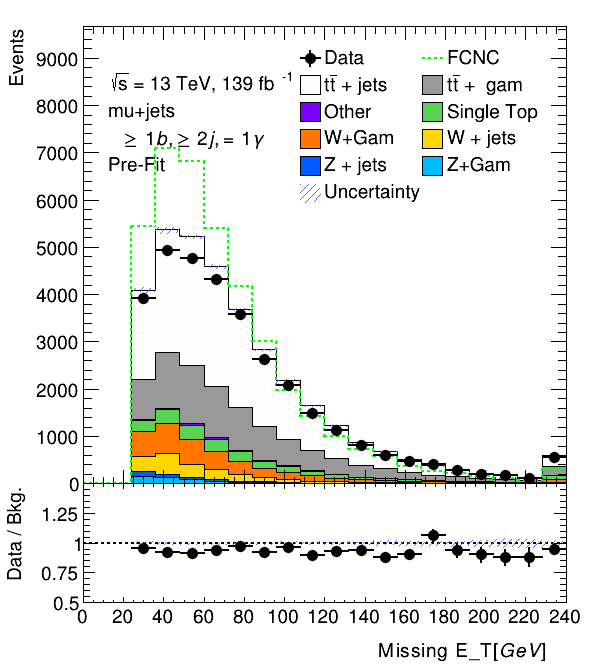 Events
9000
8000
7000
6000
5000
4000
3000
2000
1000
0
√s = 13 TeV, 139 fb⁻¹
mu+jets
≥ 1b, ≥ 2j, = 1γ
Pre-Fit
Data
FCNC
tt̄ + jets
tt̄ + gam
Other
Single Top
W+Gam
W + jets
Z + jets
Z+Gam
Uncertainty
Data / Bkg.
1.25
1
0.75
0.5
0 20 40 60 80 100 120 140 160 180 200 220 240
Missing E_T[GeV]